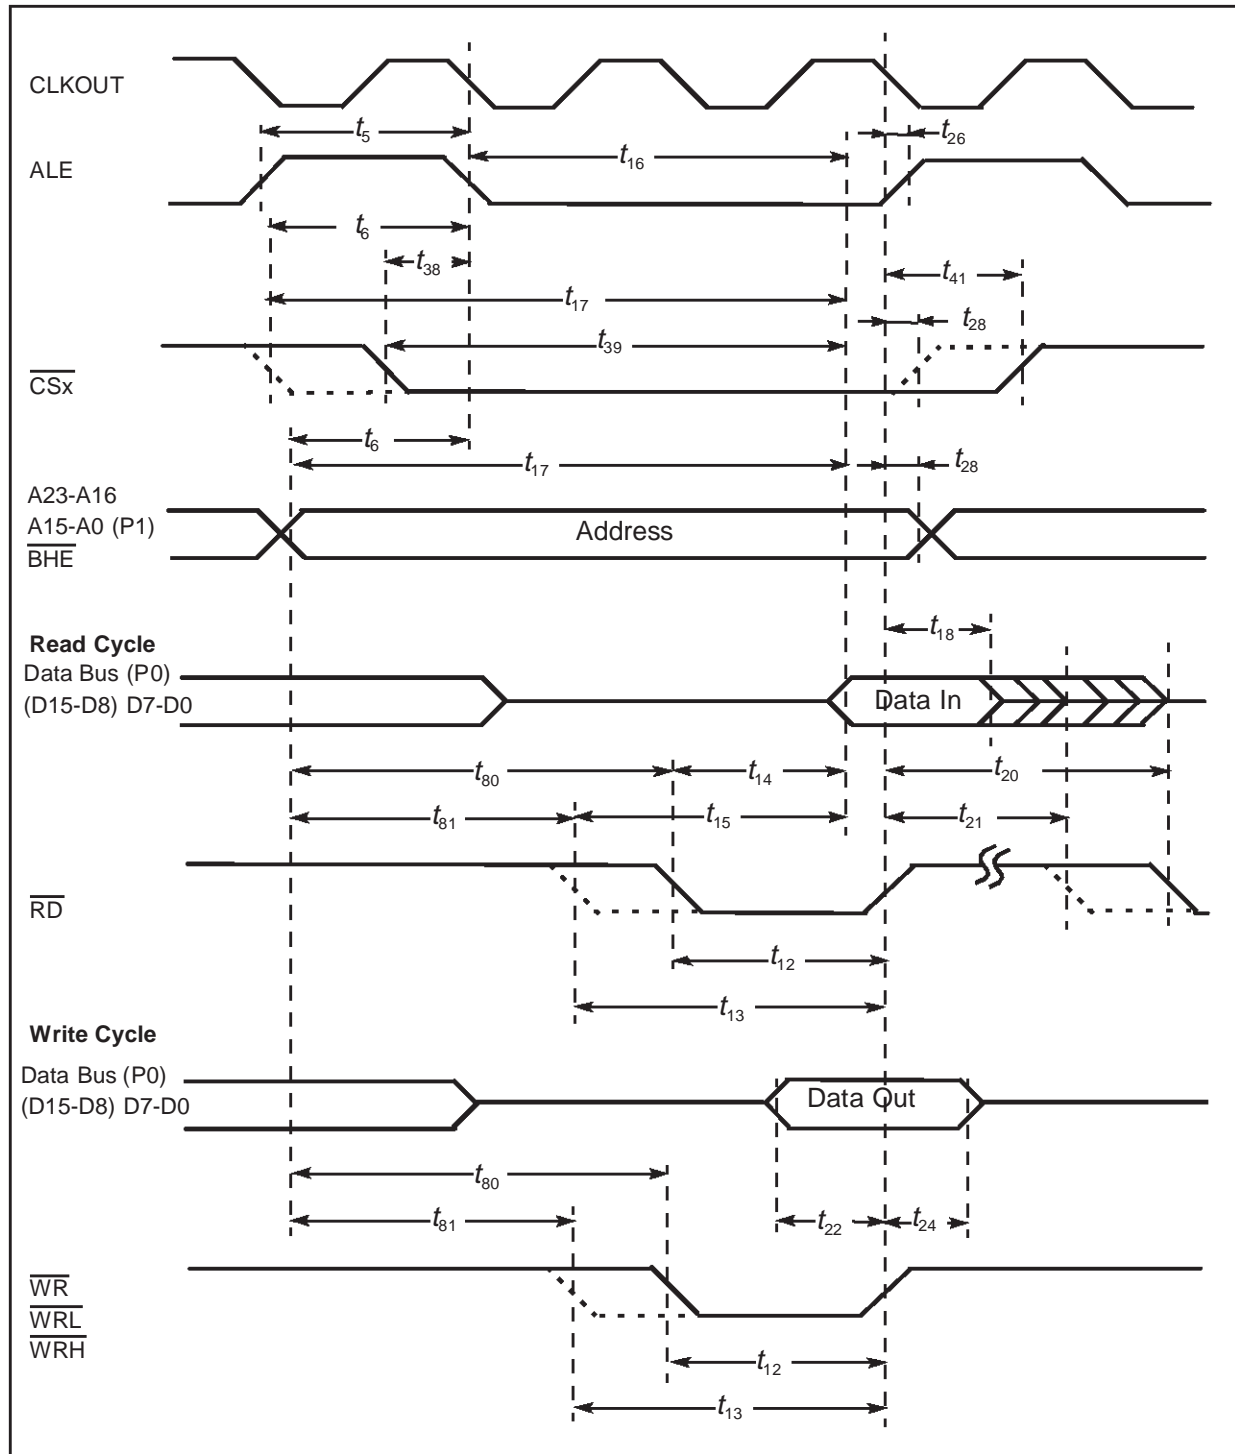 CLKOUT
t5
t26
t16
ALE
t6
t38
t41
t17
t28
t39
CSx
t6
t17
t28
A23-A16
A15-A0 (P1)
Address
BHE
t18
Read Cycle
Data Bus (P0)
(D15-D8) D7-D0
Data In
t80
t14
t20
t81
t15
t21
RD
t12
t13
Write Cycle
Data Bus (P0)
(D15-D8) D7-D0
Data Out
t80
t81
t22
t24
WR
WRL
WRH
t12
t13